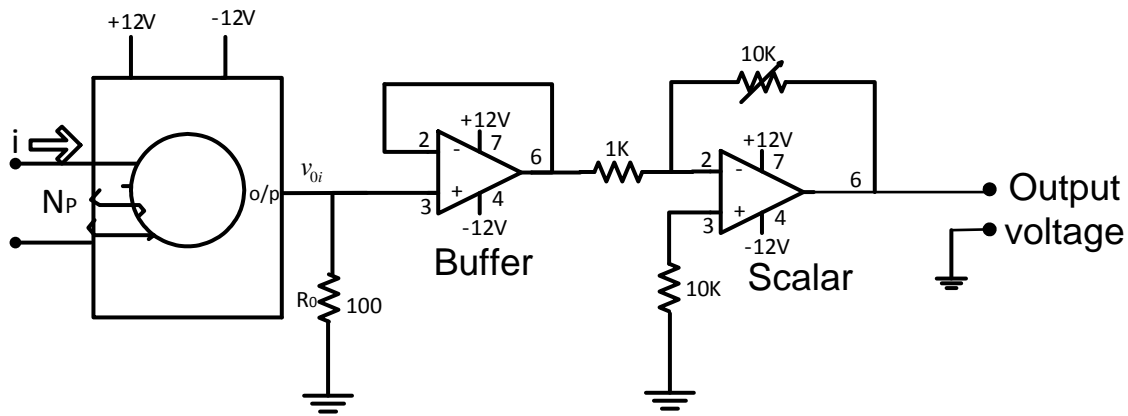 +12V
-12V
10K
i
+12V
+12V
2
-
7
1K
2
-
7
6
6
v0i
o/p
NP
+
3
4
-12V
+
3
4
-12V
Output
voltage
Buffer
Scalar
R0
100
10K